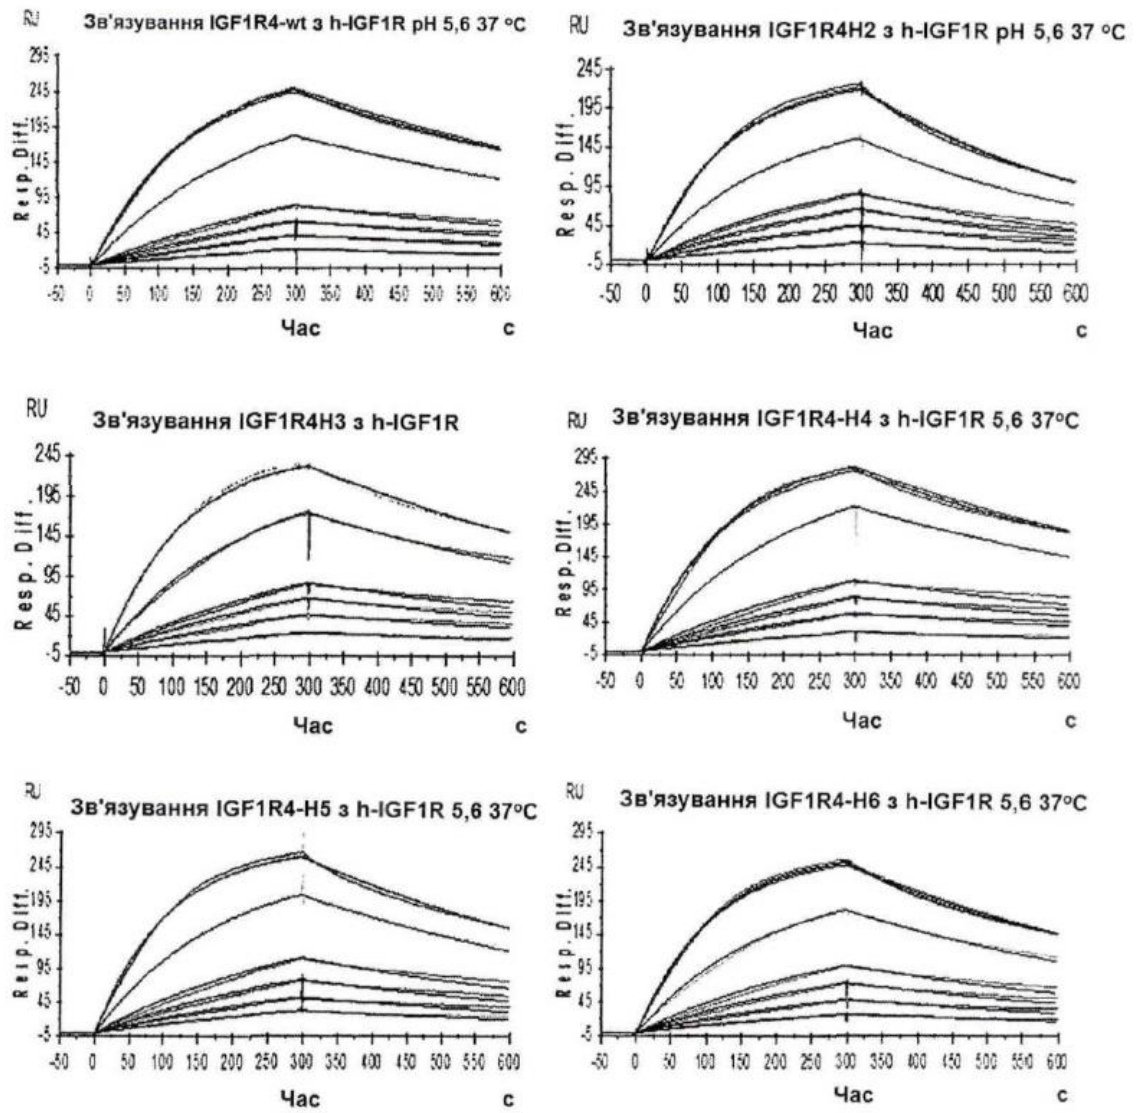 RU
Зв'язування IGF1R4-wt з h-IGF1R pH 5,6 37 ºC
Resp. Diff.
295
245
195
145
95
45
-5
-50 0 50 100 150 200 250 300 350 400 450 500 550 600
Час
с
RU
Зв'язування IGF1R4H2 з h-IGF1R pH 5,6 37 ºC
Resp. Diff.
245
195
145
95
45
-5
-50 0 50 100 150 200 250 300 350 400 450 500 550 600
Час
с
RU
Зв'язування IGF1R4H3 з h-IGF1R
Resp. Diff.
245
195
145
95
45
-5
-50 0 50 100 150 200 250 300 350 400 450 500 550 600
Час
с
RU
Зв'язування IGF1R4-H4 з h-IGF1R 5,6 37ºC
Resp. Diff.
295
245
195
145
95
45
-5
-50 0 50 100 150 200 250 300 350 400 450 500 550 600
Час
с
RU
Зв'язування IGF1R4-H5 з h-IGF1R 5,6 37ºC
Resp. Diff.
295
245
195
145
95
45
-5
-50 0 50 100 150 200 250 300 350 400 450 500 550 600
Час
с
RU
Зв'язування IGF1R4-H6 з h-IGF1R 5,6 37ºC
Resp. Diff.
295
245
195
145
95
45
-5
-50 0 50 100 150 200 250 300 350 400 450 500 550 600
Час
с